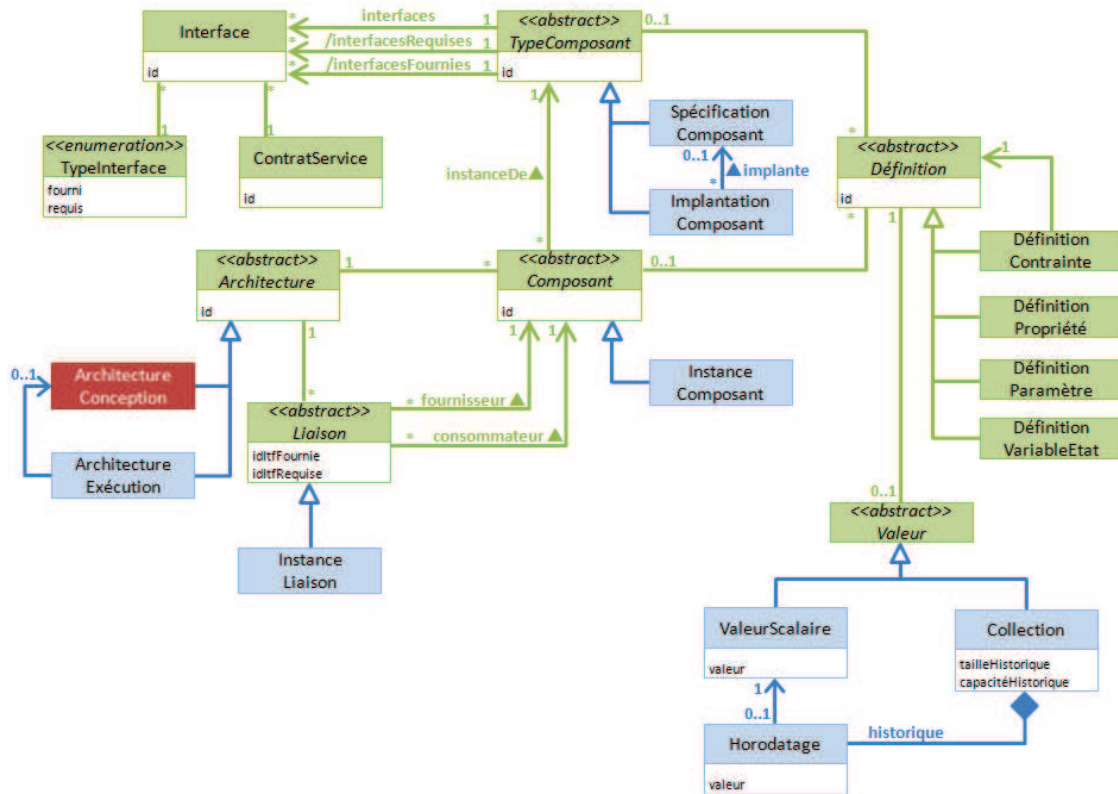 Interface
id
* interfaces 1
* /interfacesRequises 1
* /interfacesFournies 1
<<abstract>>
TypeComposant
id
0..1
*
1
*
1
<<enumeration>>
TypeInterface
fourni
requis
ContratService
id
1
instanceDe
*
Spécification
Composant
0..1
implante
*
Implantation
Composant
*
<<abstract>>
Définition
id
*
1
1
Définition
Contrainte
Définition
Propriété
Définition
Paramètre
Définition
VariableEtat
<<abstract>>
Architecture
id
1
*
1
<<abstract>>
Composant
id
0..1
1
1
Instance
Composant
0..1
Architecture
Conception
Architecture
Exécution
*
<<abstract>>
Liaison
idItfFournie
idItfRequise
* fournisseur
* consommateur
Instance
Liaison
0..1
<<abstract>>
Valeur
ValeurScalaire
valeur
Collection
tailleHistorique
capacitéHistorique
1
0..1
Horodatage
valeur
historique